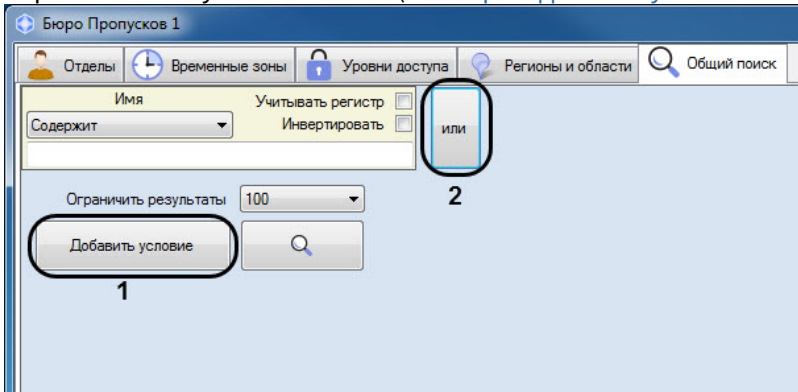 Бюро Пропусков 1
Отделы Временные зоны Уровни доступа Регионы и области Общий поиск
Имя Учитывать регистр
Содержит Инвертировать
или
2
Ограничить результаты 100
Добавить условие
1